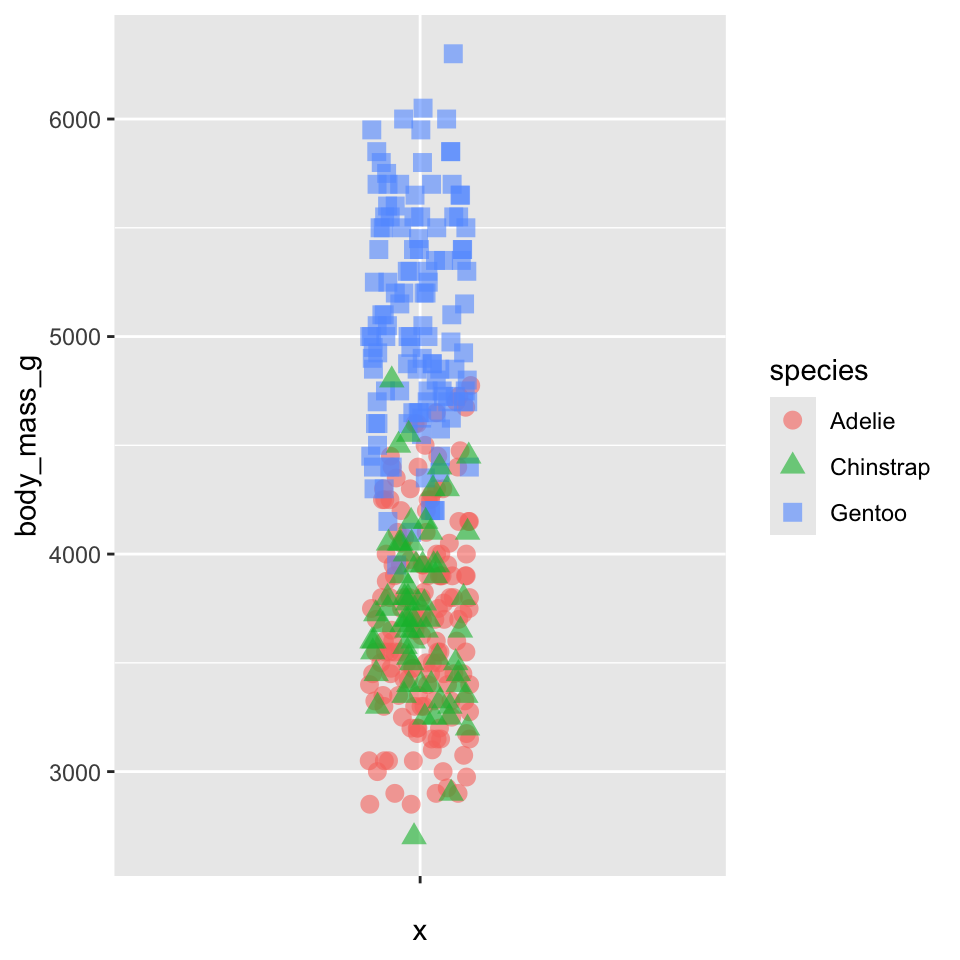 body_mass_g
6000
5000
4000
3000
x
species
Adelie
Chinstrap
Gentoo